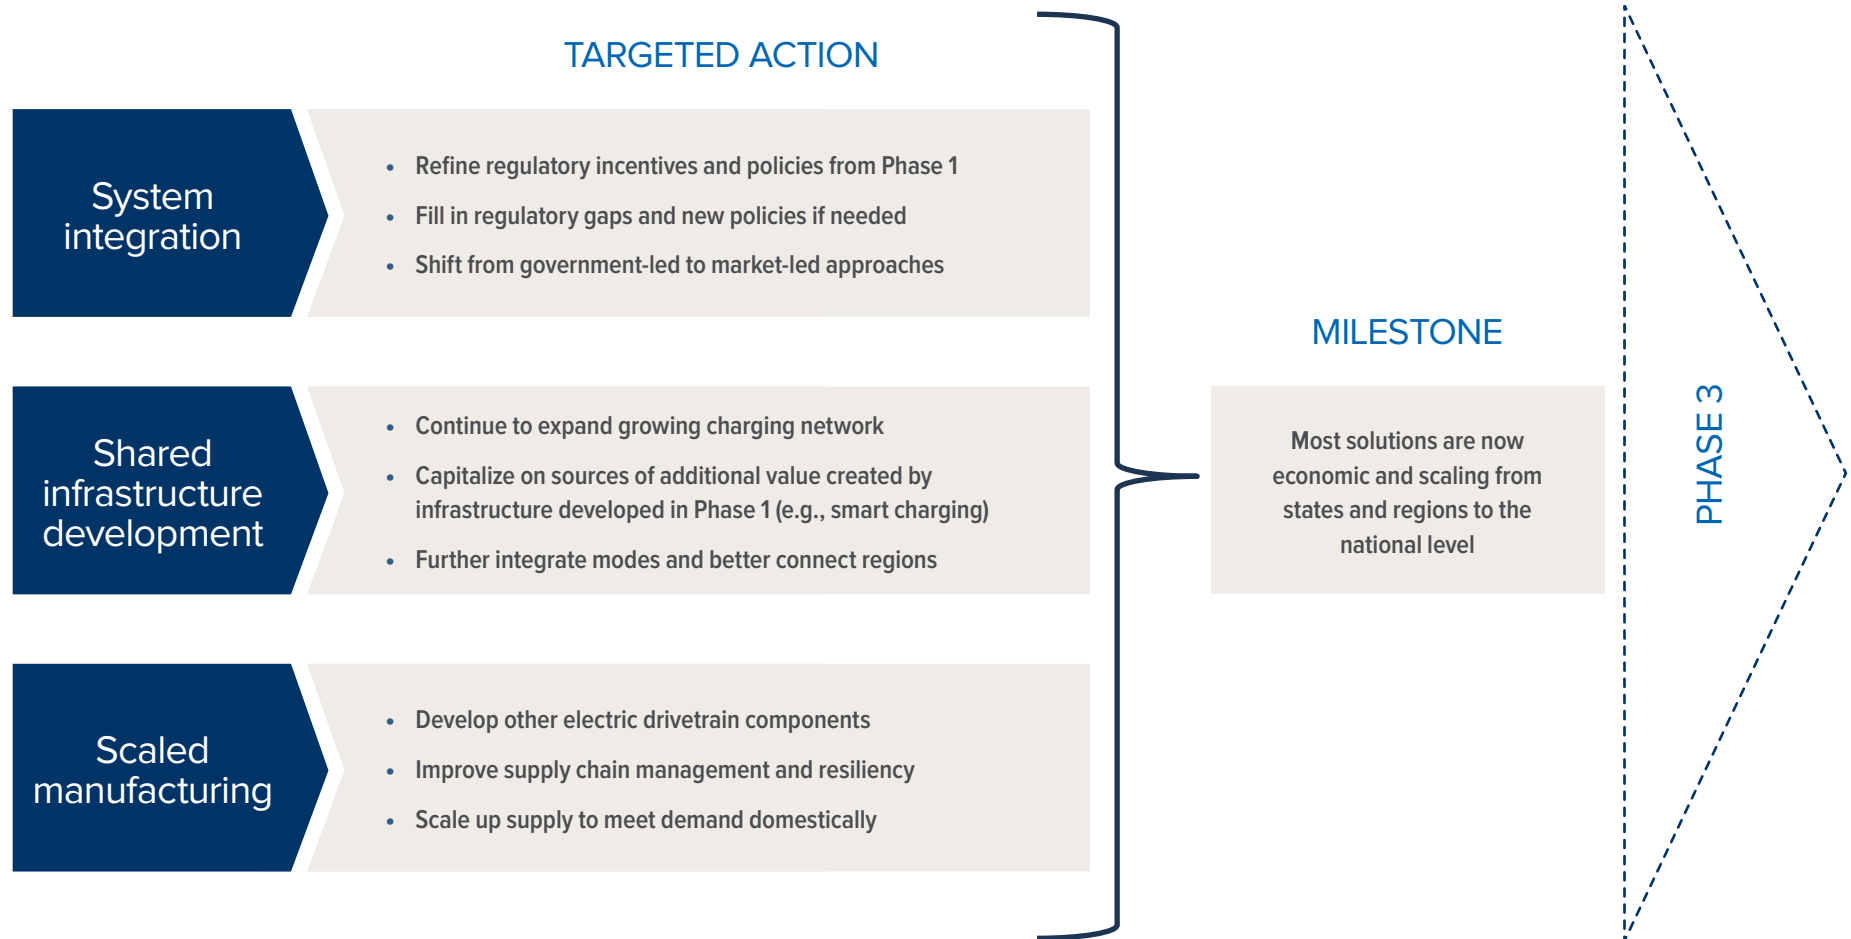 TARGETED ACTION
System
integration
• Refine regulatory incentives and policies from Phase 1
• Fill in regulatory gaps and new policies if needed
• Shift from government-led to market-led approaches
Shared
infrastructure
development
• Continue to expand growing charging network
• Capitalize on sources of additional value created by
infrastructure developed in Phase 1 (e.g., smart charging)
• Further integrate modes and better connect regions
Scaled
manufacturing
• Develop other electric drivetrain components
• Improve supply chain management and resiliency
• Scale up supply to meet demand domestically
MILESTONE
Most solutions are now
economic and scaling from
states and regions to the
national level
PHASE 3